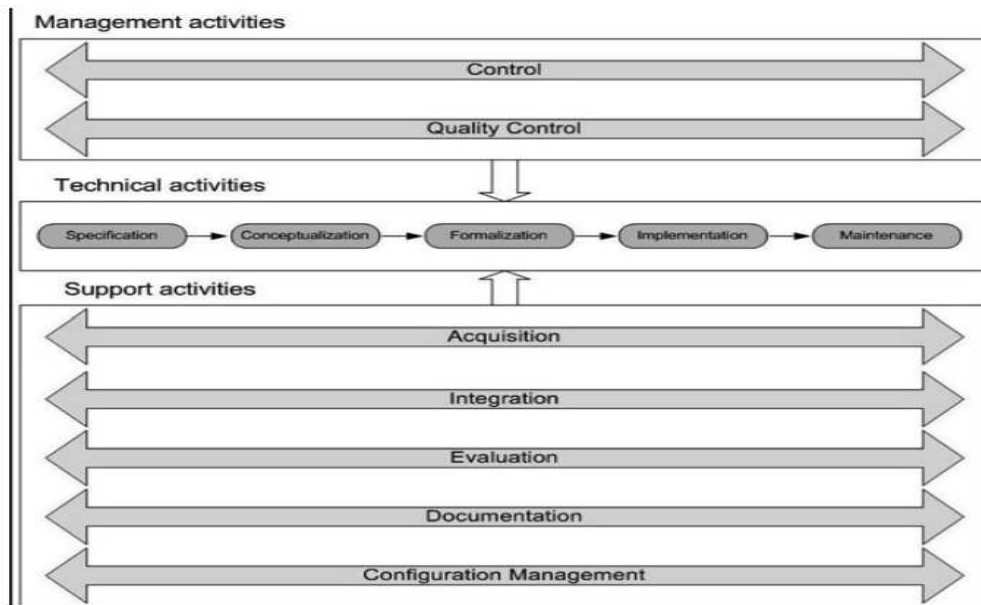 Management activities
Control
Quality Control
Technical activities
Specification
Conceptualization
Formalization
Implementation
Maintenance
Support activities
Acquisition
Integration
Evaluation
Documentation
Configuration Management